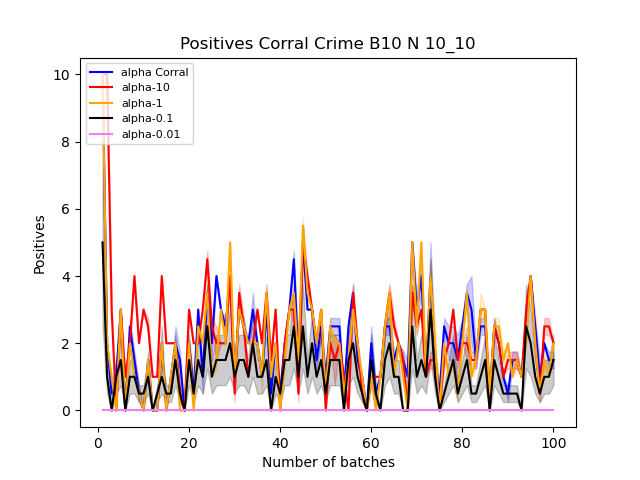 Positives Corral Crime B10 N 10_10
10
8
6
4
2
0
Positives
alpha Corral
alpha-10
alpha-1
alpha-0.1
alpha-0.01
0
20
40
60
80
100
Number of batches